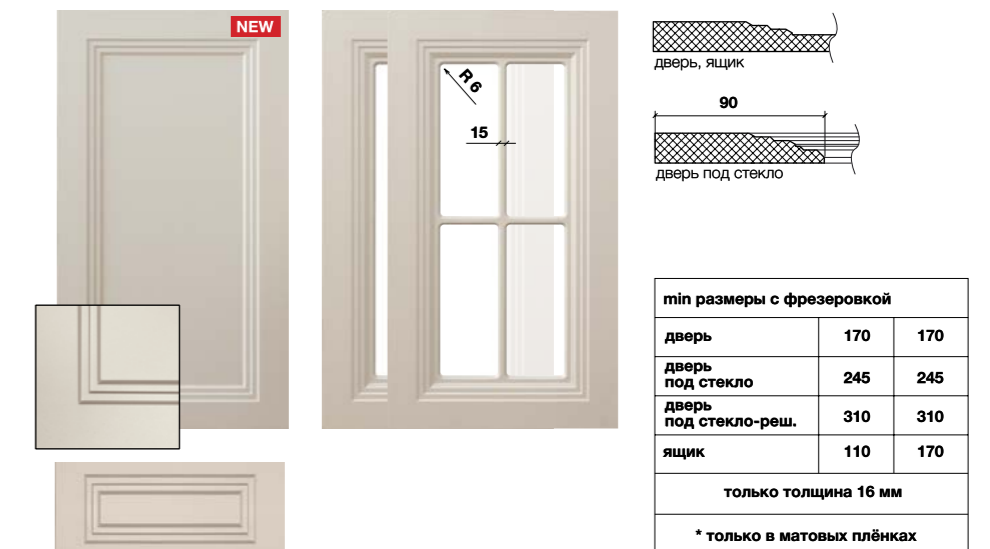 NEW
R 6
15
дверь, ящик
90
дверь под стекло
min размеры с фрезеровкой
дверь 170 170
дверь
под стекло 245 245
дверь
под стекло-реш. 310 310
ящик 110 170
только толщина 16 мм
* только в матовых плёнках